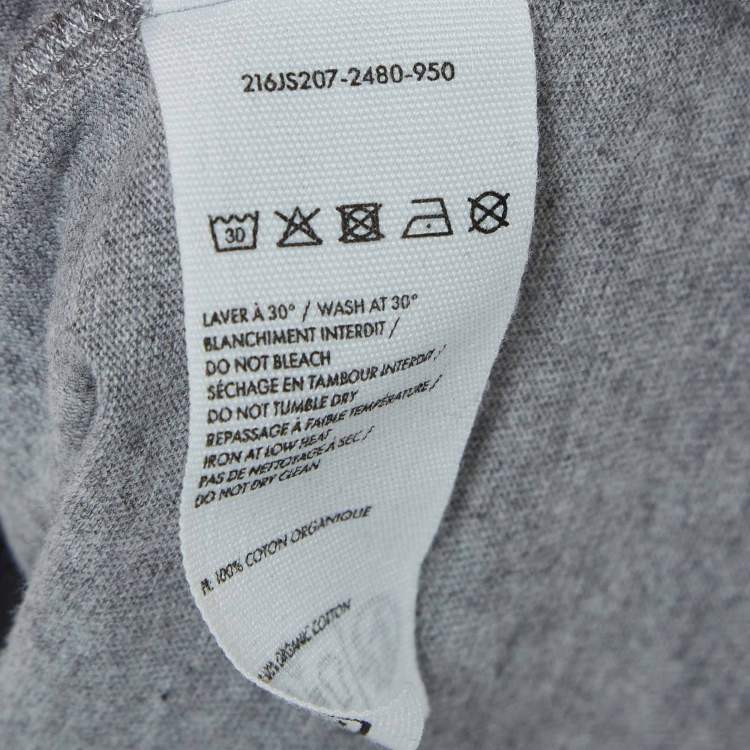 216JS207-2480-950
30
LAVER À 30° / WASH AT 30°
BLANCHIMENT INTERDIT /
DO NOT BLEACH
SÉCHAGE EN TAMBOUR INTERDIT /
DO NOT TUMBLE DRY
REPASSAGE À FAIBLE TEMPÉRATURE /
IRON AT LOW HEAT
PAS DE NETTOYAGE À SEC /
DO NOT DRY CLEAN
100% COTON ORGANIQUE
ORGANIC COTTON